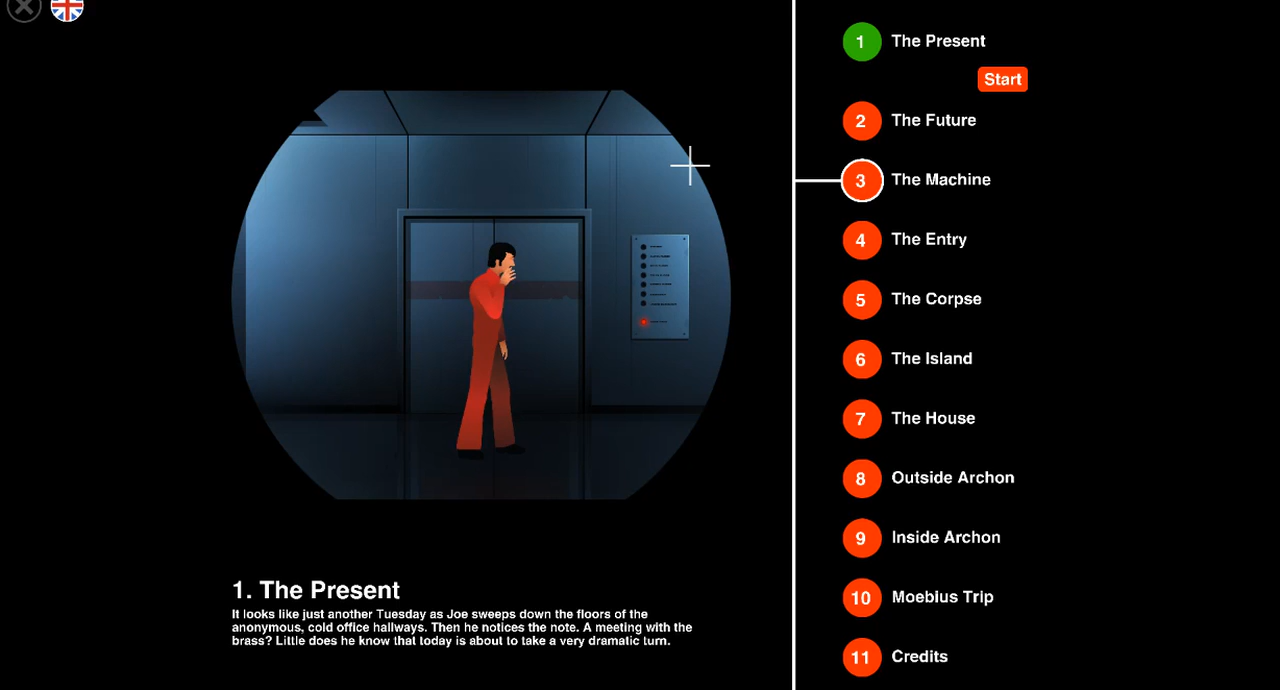 1 The Present
Start
2 The Future
3 The Machine
4 The Entry
5 The Corpse
6 The Island
7 The House
8 Outside Archon
9 Inside Archon
10 Moebius Trip
11 Credits
1. The Present
It looks like just another Tuesday as Joe sweeps down the floors of the
anonymous, cold office hallways. Then he notices the note. A meeting with the
brass? Little does he know that today is about to take a very dramatic turn.